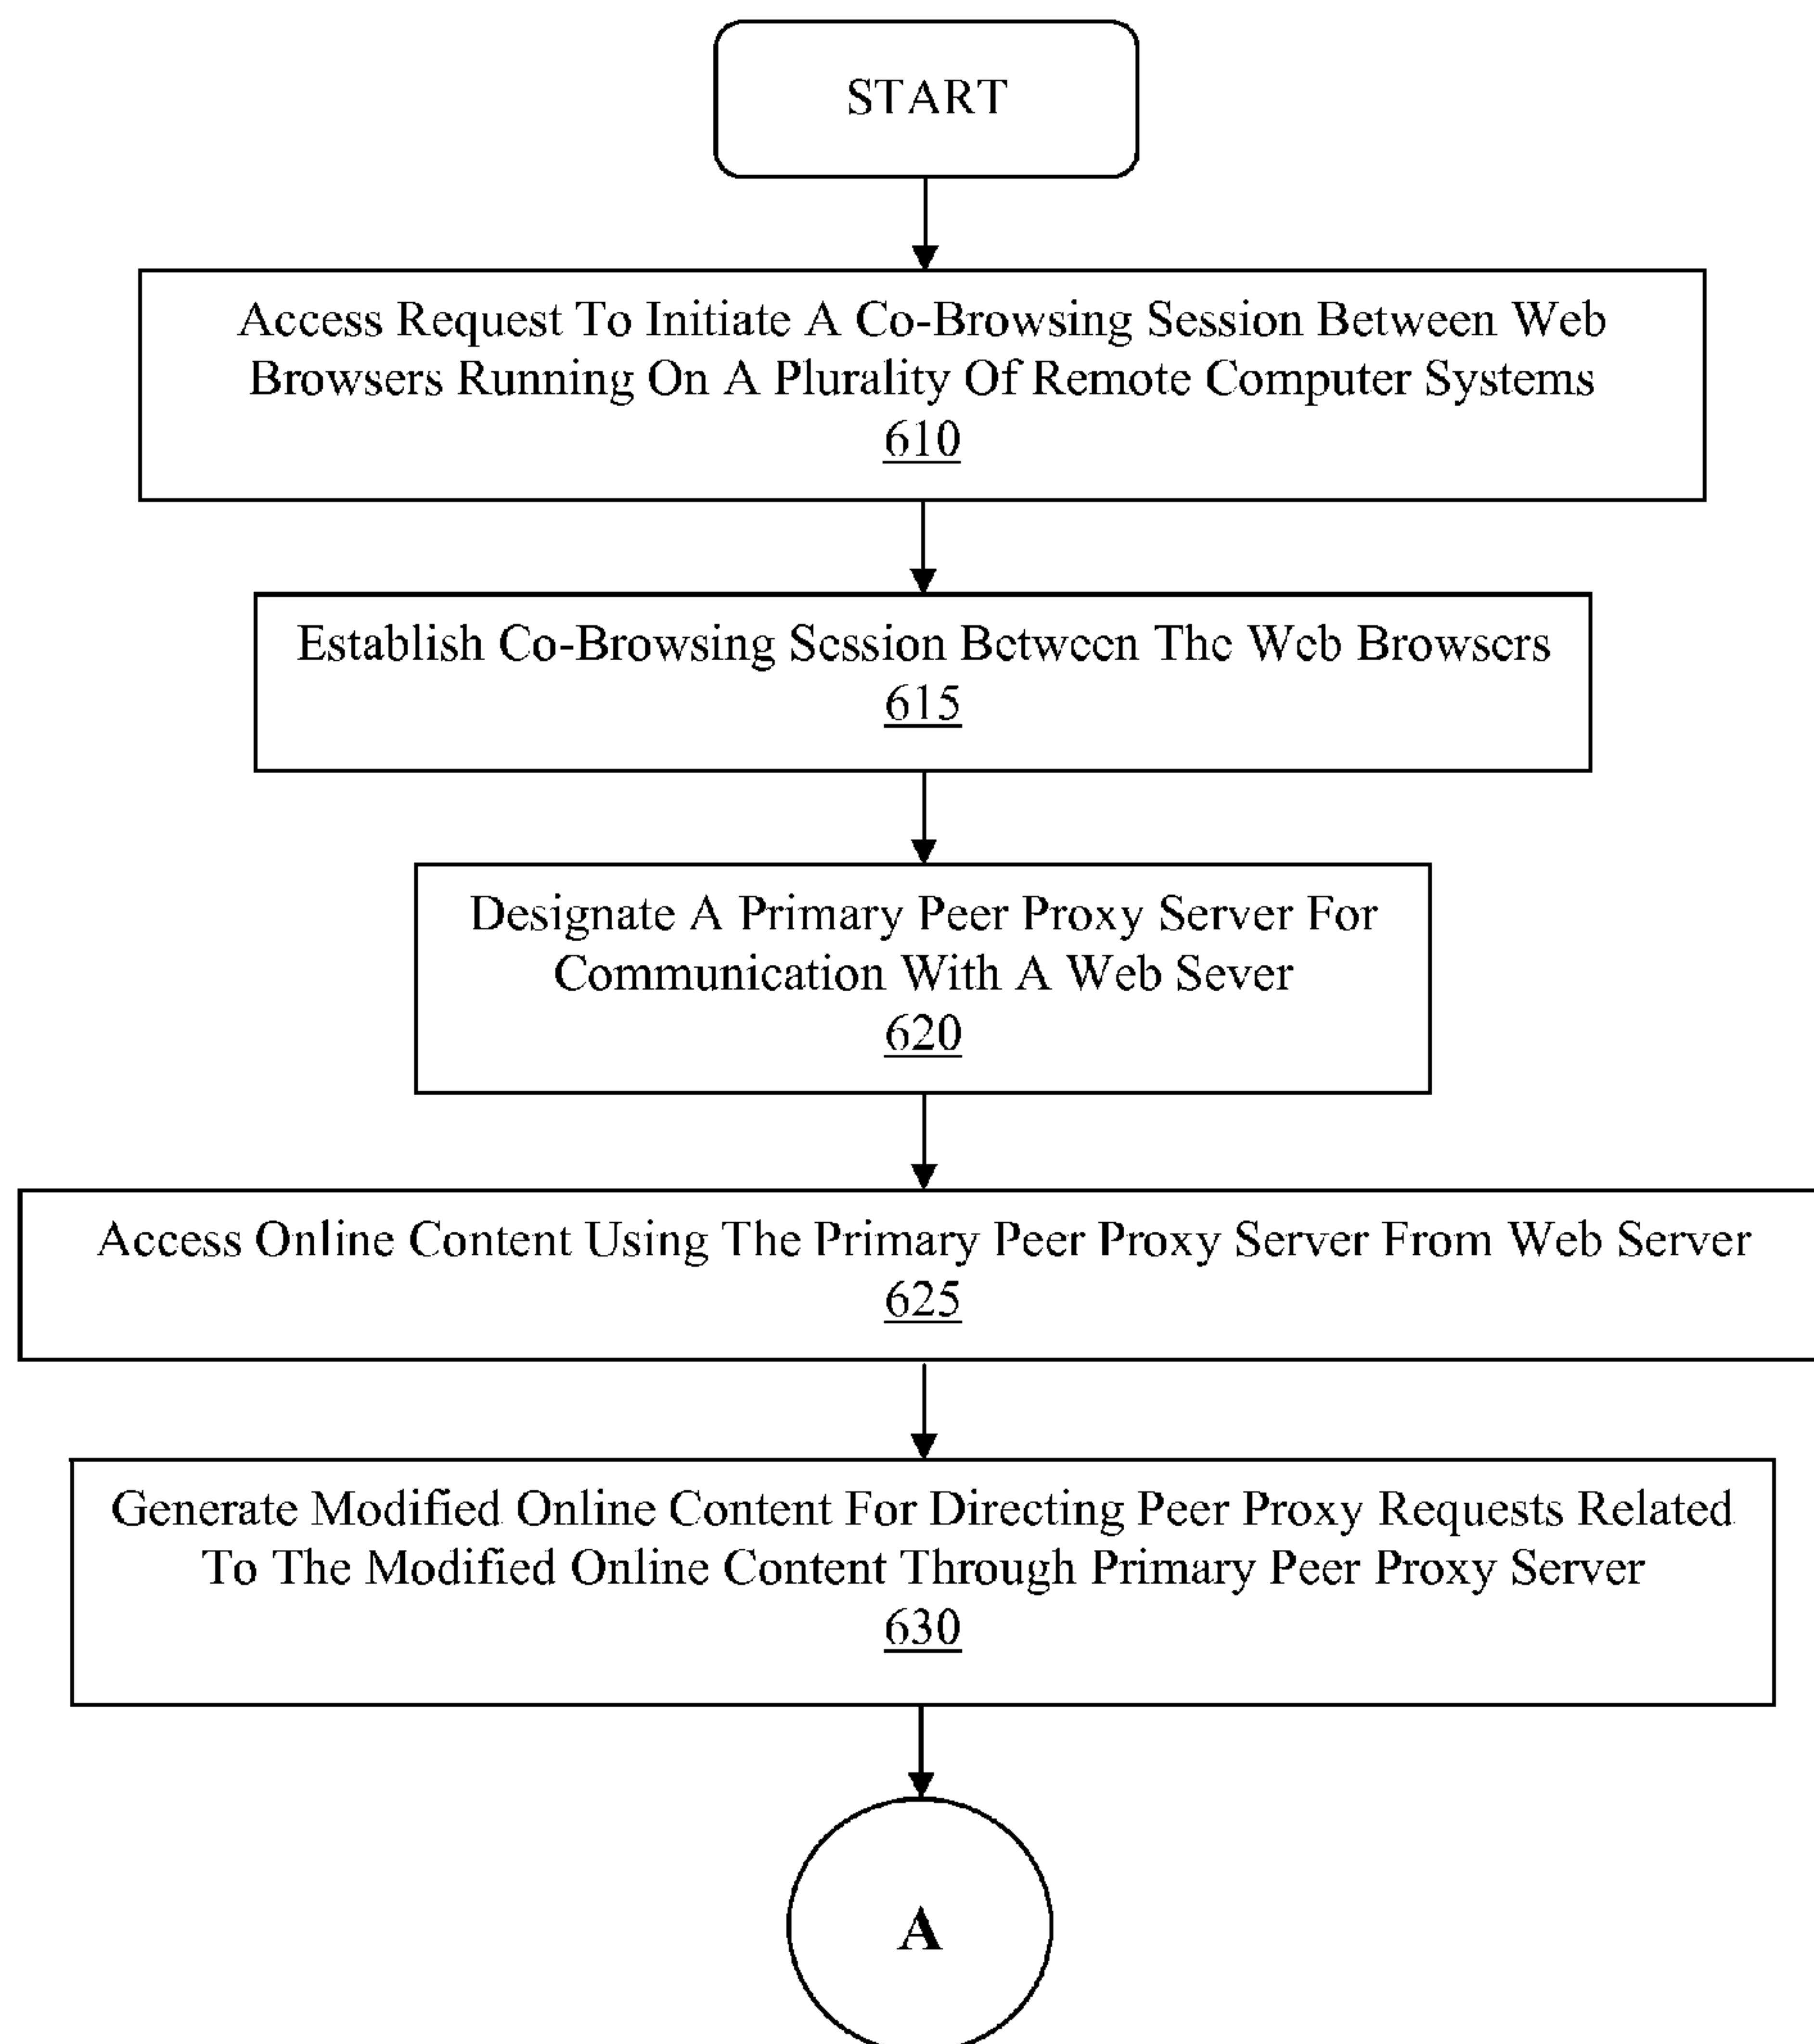 START
Access Request To Initiate A Co-Browsing Session Between Web
Browsers Running On A Plurality Of Remote Computer Systems
610
Establish Co-Browsing Session Between The Web Browsers
615
Designate A Primary Peer Proxy Server For
Communication With A Web Sever
620
Access Online Content Using The Primary Peer Proxy Server From Web Server
625
Generate Modified Online Content For Directing Peer Proxy Requests Related
To The Modified Online Content Through Primary Peer Proxy Server
630
A